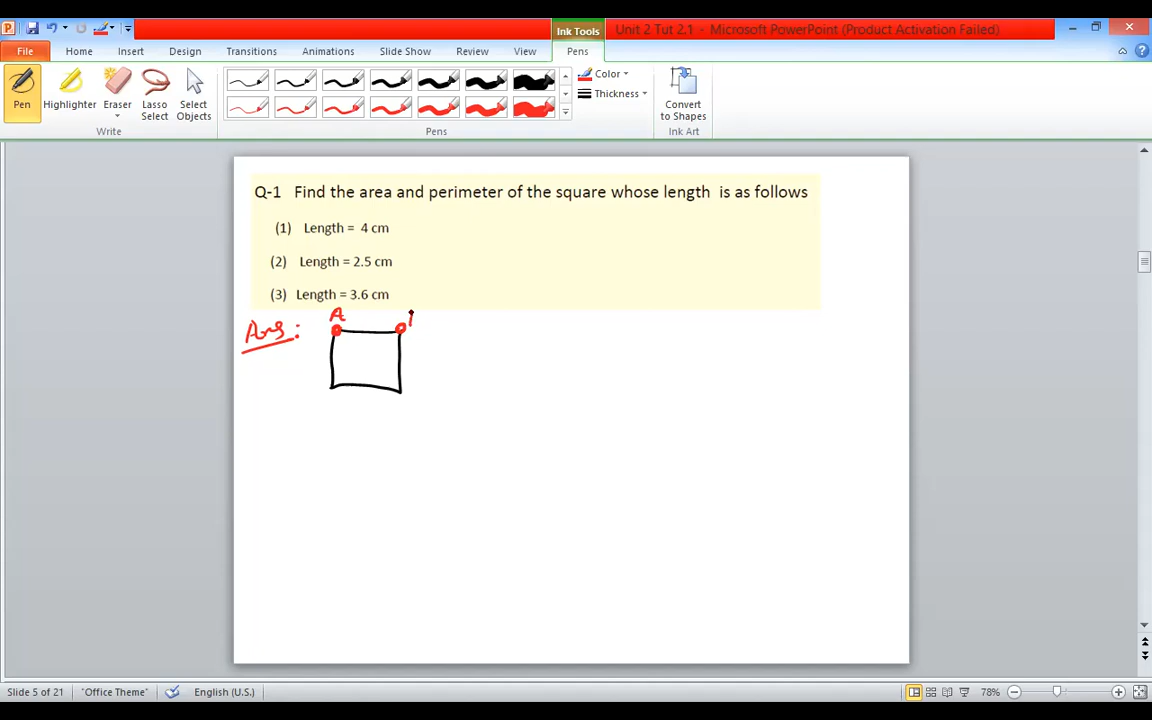 Ink Tools
Unit 2 Tut 2.1 - Microsoft PowerPoint (Product Activation Failed)
File Home Insert Design Transitions Animations Slide Show Review View Pens
Pen Highlighter Eraser Lasso Select Select Objects
Color
Thickness
Convert to Shapes
Write Pens Ink Art
Q-1 Find the area and perimeter of the square whose length is as follows
(1) Length = 4 cm
(2) Length = 2.5 cm
(3) Length = 3.6 cm
Ans: A
Slide 5 of 21 "Office Theme" English (U.S.) 78%